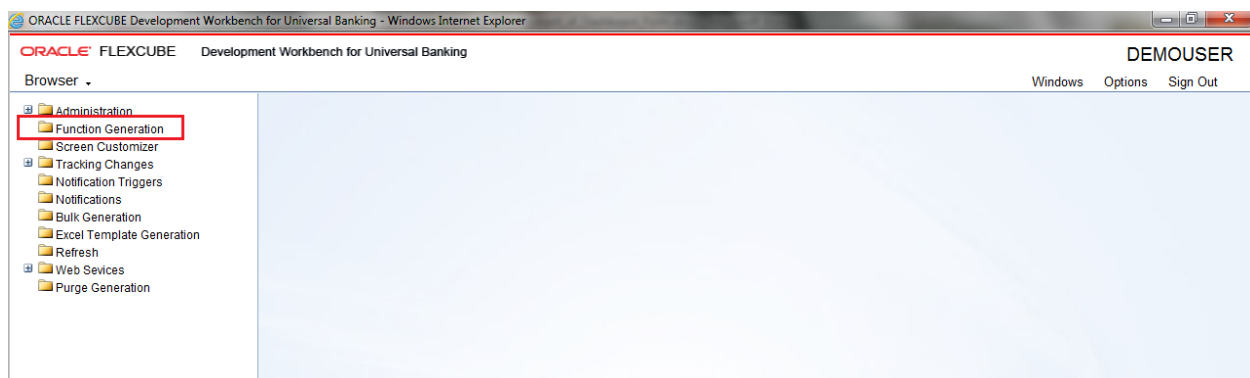 ORACLE FLEXCUBE Development Workbench for Universal Banking - Windows Internet Explorer
ORACLE FLEXCUBE Development Workbench for Universal Banking
DEMOUSER
Browser
Windows Options Sign Out
Administration
Function Generation
Screen Customizer
Tracking Changes
Notification Triggers
Notifications
Bulk Generation
Excel Template Generation
Refresh
Web Sevices
Purge Generation